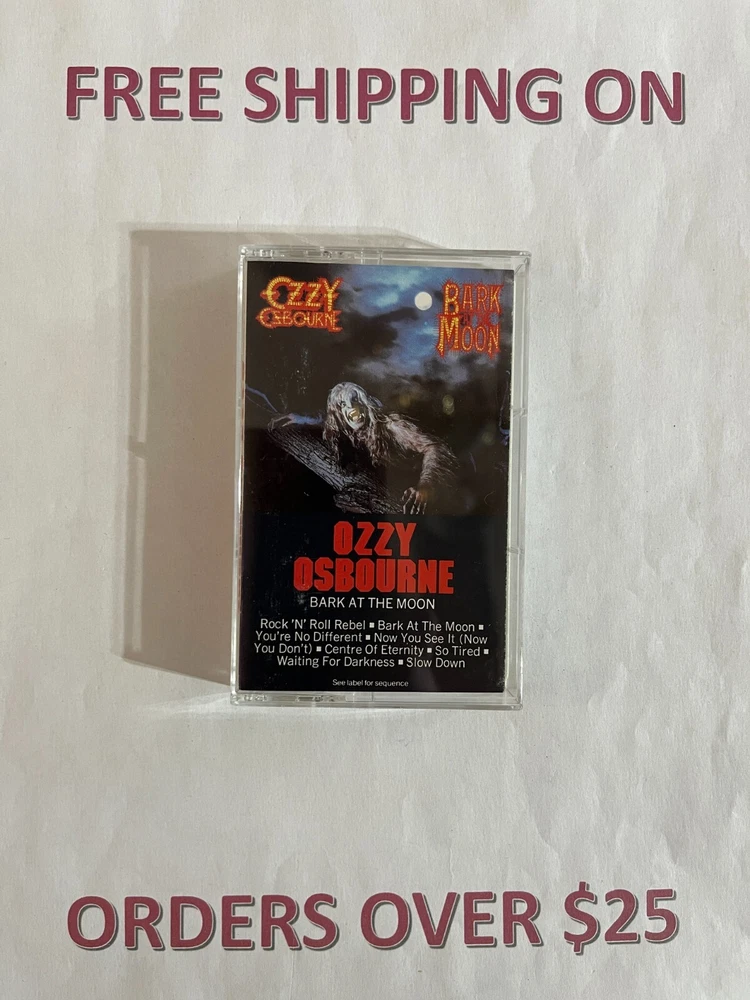 FREE SHIPPING ON
OZZY
OSBOURNE
BARK
AT THE
MOON
OZZY
OSBOURNE
BARK AT THE MOON
Rock 'N' Roll Rebel ▪ Bark At The Moon ▪
You're No Different ▪ Now You See It (Now
You Don't) ▪ Centre Of Eternity ▪ So Tired ▪
Waiting For Darkness ▪ Slow Down
See label for sequence
ORDERS OVER $25